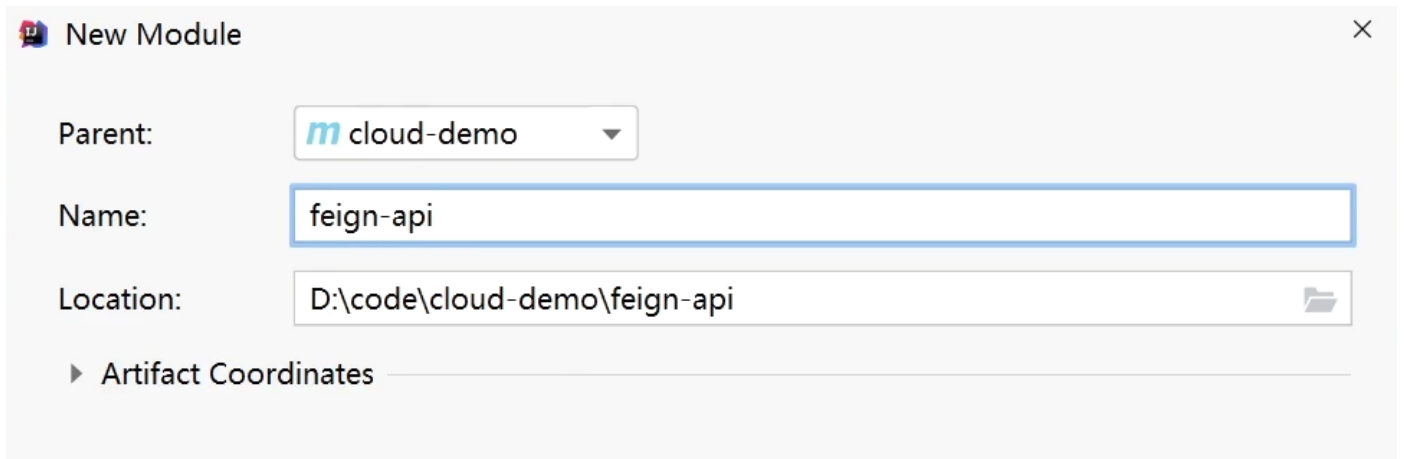 New Module
Parent: m cloud-demo
Name: feign-api
Location: D:\code\cloud-demo\feign-api
Artifact Coordinates